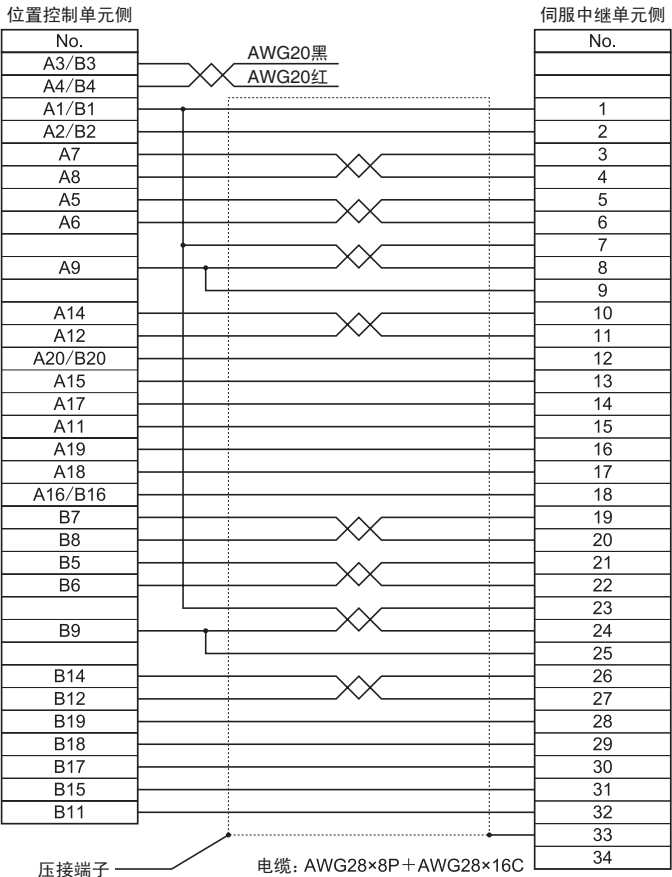 位置控制单元侧 伺服中继单元侧
No. No.
A3/B3 AWG20黑
A4/B4 AWG20红
A1/B1 1
A2/B2 2
A7 3
A8 4
A5 5
A6 6
7
A9 8
9
A14 10
A12 11
A20/B20 12
A15 13
A17 14
A11 15
A19 16
A18 17
A16/B16 18
B7 19
B8 20
B5 21
B6 22
23
B9 24
25
B14 26
B12 27
B19 28
B18 29
B17 30
B15 31
B11 32
33
压接端子 电缆: AWG28×8P+AWG28×16C 34